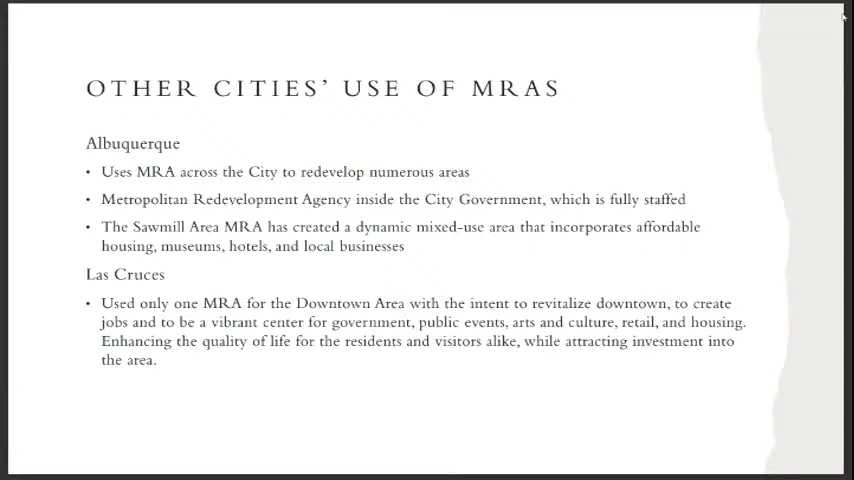 OTHER CITIES' USE OF MRAS
Albuquerque
• Uses MRA across the City to redevelop numerous areas
• Metropolitan Redevelopment Agency inside the City Government, which is fully staffed
• The Sawmill Area MRA has created a dynamic mixed-use area that incorporates affordable
housing, museums, hotels, and local businesses
Las Cruces
• Used only one MRA for the Downtown Area with the intent to revitalize downtown, to create
jobs and to be a vibrant center for government, public events, arts and culture, retail, and housing.
Enhancing the quality of life for the residents and visitors alike, while attracting investment into
the area.